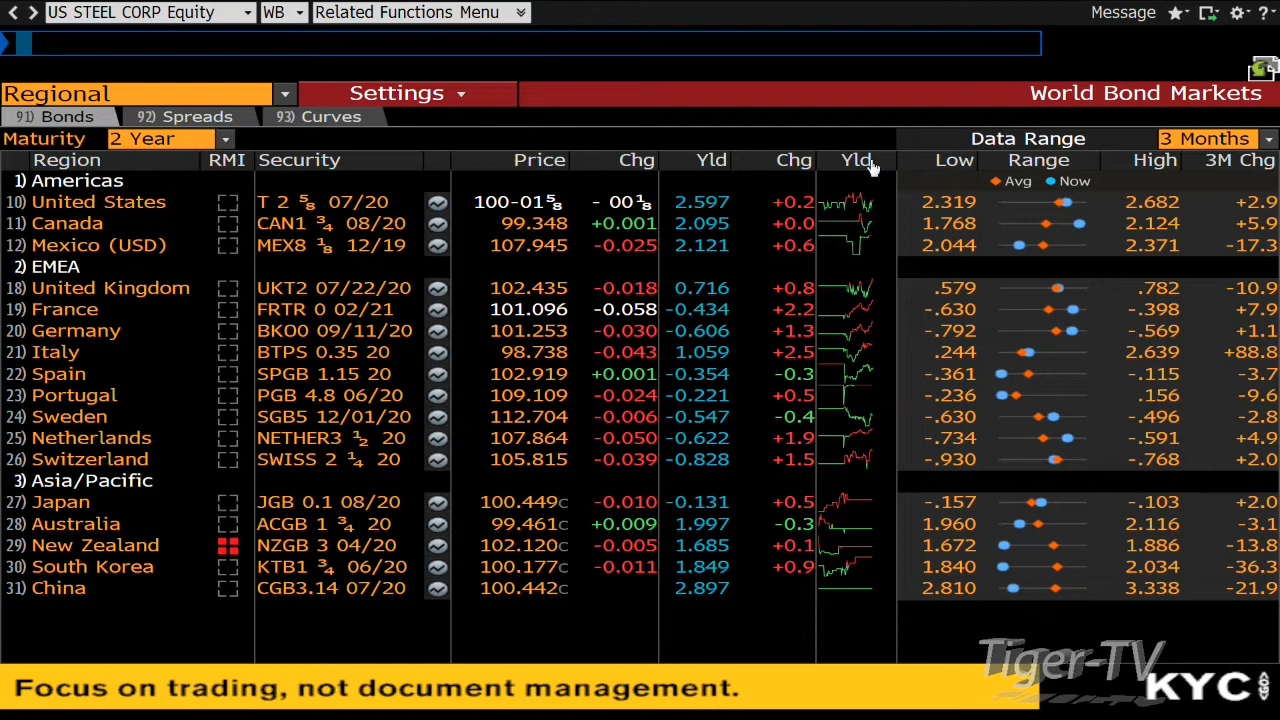 US STEEL CORP Equity WB Related Functions Menu Message ?
Regional Settings World Bond Markets
91) Bonds 92) Spreads 93) Curves
Maturity 2 Year Data Range 3 Months
Region RMI Security Price Chg Yld Chg Yld Low Range High 3M Chg
1) Americas Avg Now
10) United States T 2 5/8 07/20 100-01 5/8 - 00 1/8 2.597 +0.2 2.319 2.682 +2.9
11) Canada CAN1 3/4 08/20 99.348 +0.001 2.095 +0.0 1.768 2.124 +5.9
12) Mexico (USD) MEX8 1/8 12/19 107.945 -0.025 2.121 +0.6 2.044 2.371 -17.3
2) EMEA
18) United Kingdom UKT2 07/22/20 102.435 -0.018 0.716 +0.8 .579 .782 -10.9
19) France FRTR 0 02/21 101.096 -0.058 -0.434 +2.2 -.630 -.398 +7.9
20) Germany BKO0 09/11/20 101.253 -0.030 -0.606 +1.3 -.792 -.569 +1.1
21) Italy BTPS 0.35 20 98.738 -0.043 1.059 +2.5 .244 2.639 +88.8
22) Spain SPGB 1.15 20 102.919 +0.001 -0.354 -0.3 -.361 -.115 -3.7
23) Portugal PGB 4.8 06/20 109.109 -0.024 -0.221 +0.5 -.236 .156 -9.6
24) Sweden SGB5 12/01/20 112.704 -0.006 -0.547 -0.4 -.630 -.496 -2.8
25) Netherlands NETHER3 1/2 20 107.864 -0.050 -0.622 +1.9 -.734 -.591 +4.9
26) Switzerland SWISS 2 1/4 20 105.815 -0.039 -0.828 +1.5 -.930 -.768 +2.0
3) Asia/Pacific
27) Japan JGB 0.1 08/20 100.449c -0.010 -0.131 +0.5 -.157 -.103 +2.0
28) Australia ACGB 1 3/4 20 99.461c +0.009 1.997 -0.3 1.960 2.116 -3.1
29) New Zealand NZGB 3 04/20 102.120c -0.005 1.685 +0.1 1.672 1.886 -13.8
30) South Korea KTB1 3/4 06/20 100.177c -0.011 1.849 +0.9 1.840 2.034 -36.3
31) China CGB3.14 07/20 100.442c 2.897 2.810 3.338 -21.9
Tiger-TV
Focus on trading, not document management. KYC